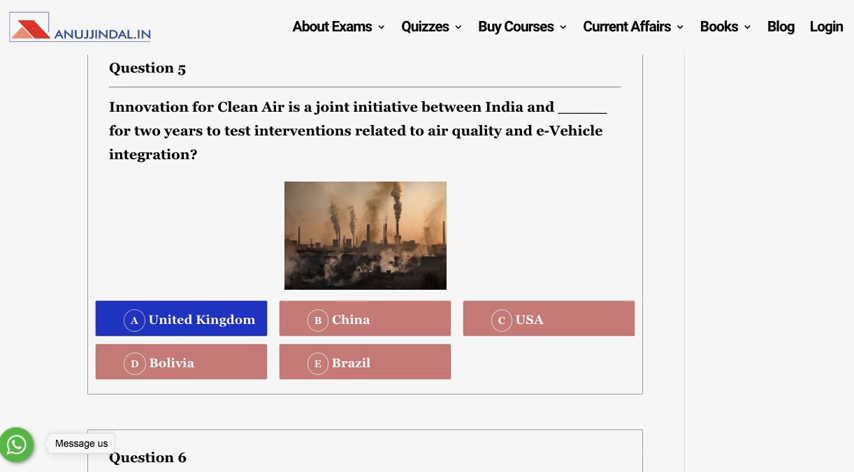 ANUJJINDAL.IN
About Exams Quizzes Buy Courses Current Affairs Books Blog Login
Question 5
Innovation for Clean Air is a joint initiative between India and ______
for two years to test interventions related to air quality and e-Vehicle
integration?
A United Kingdom
B China
C USA
D Bolivia
E Brazil
Message us
Question 6